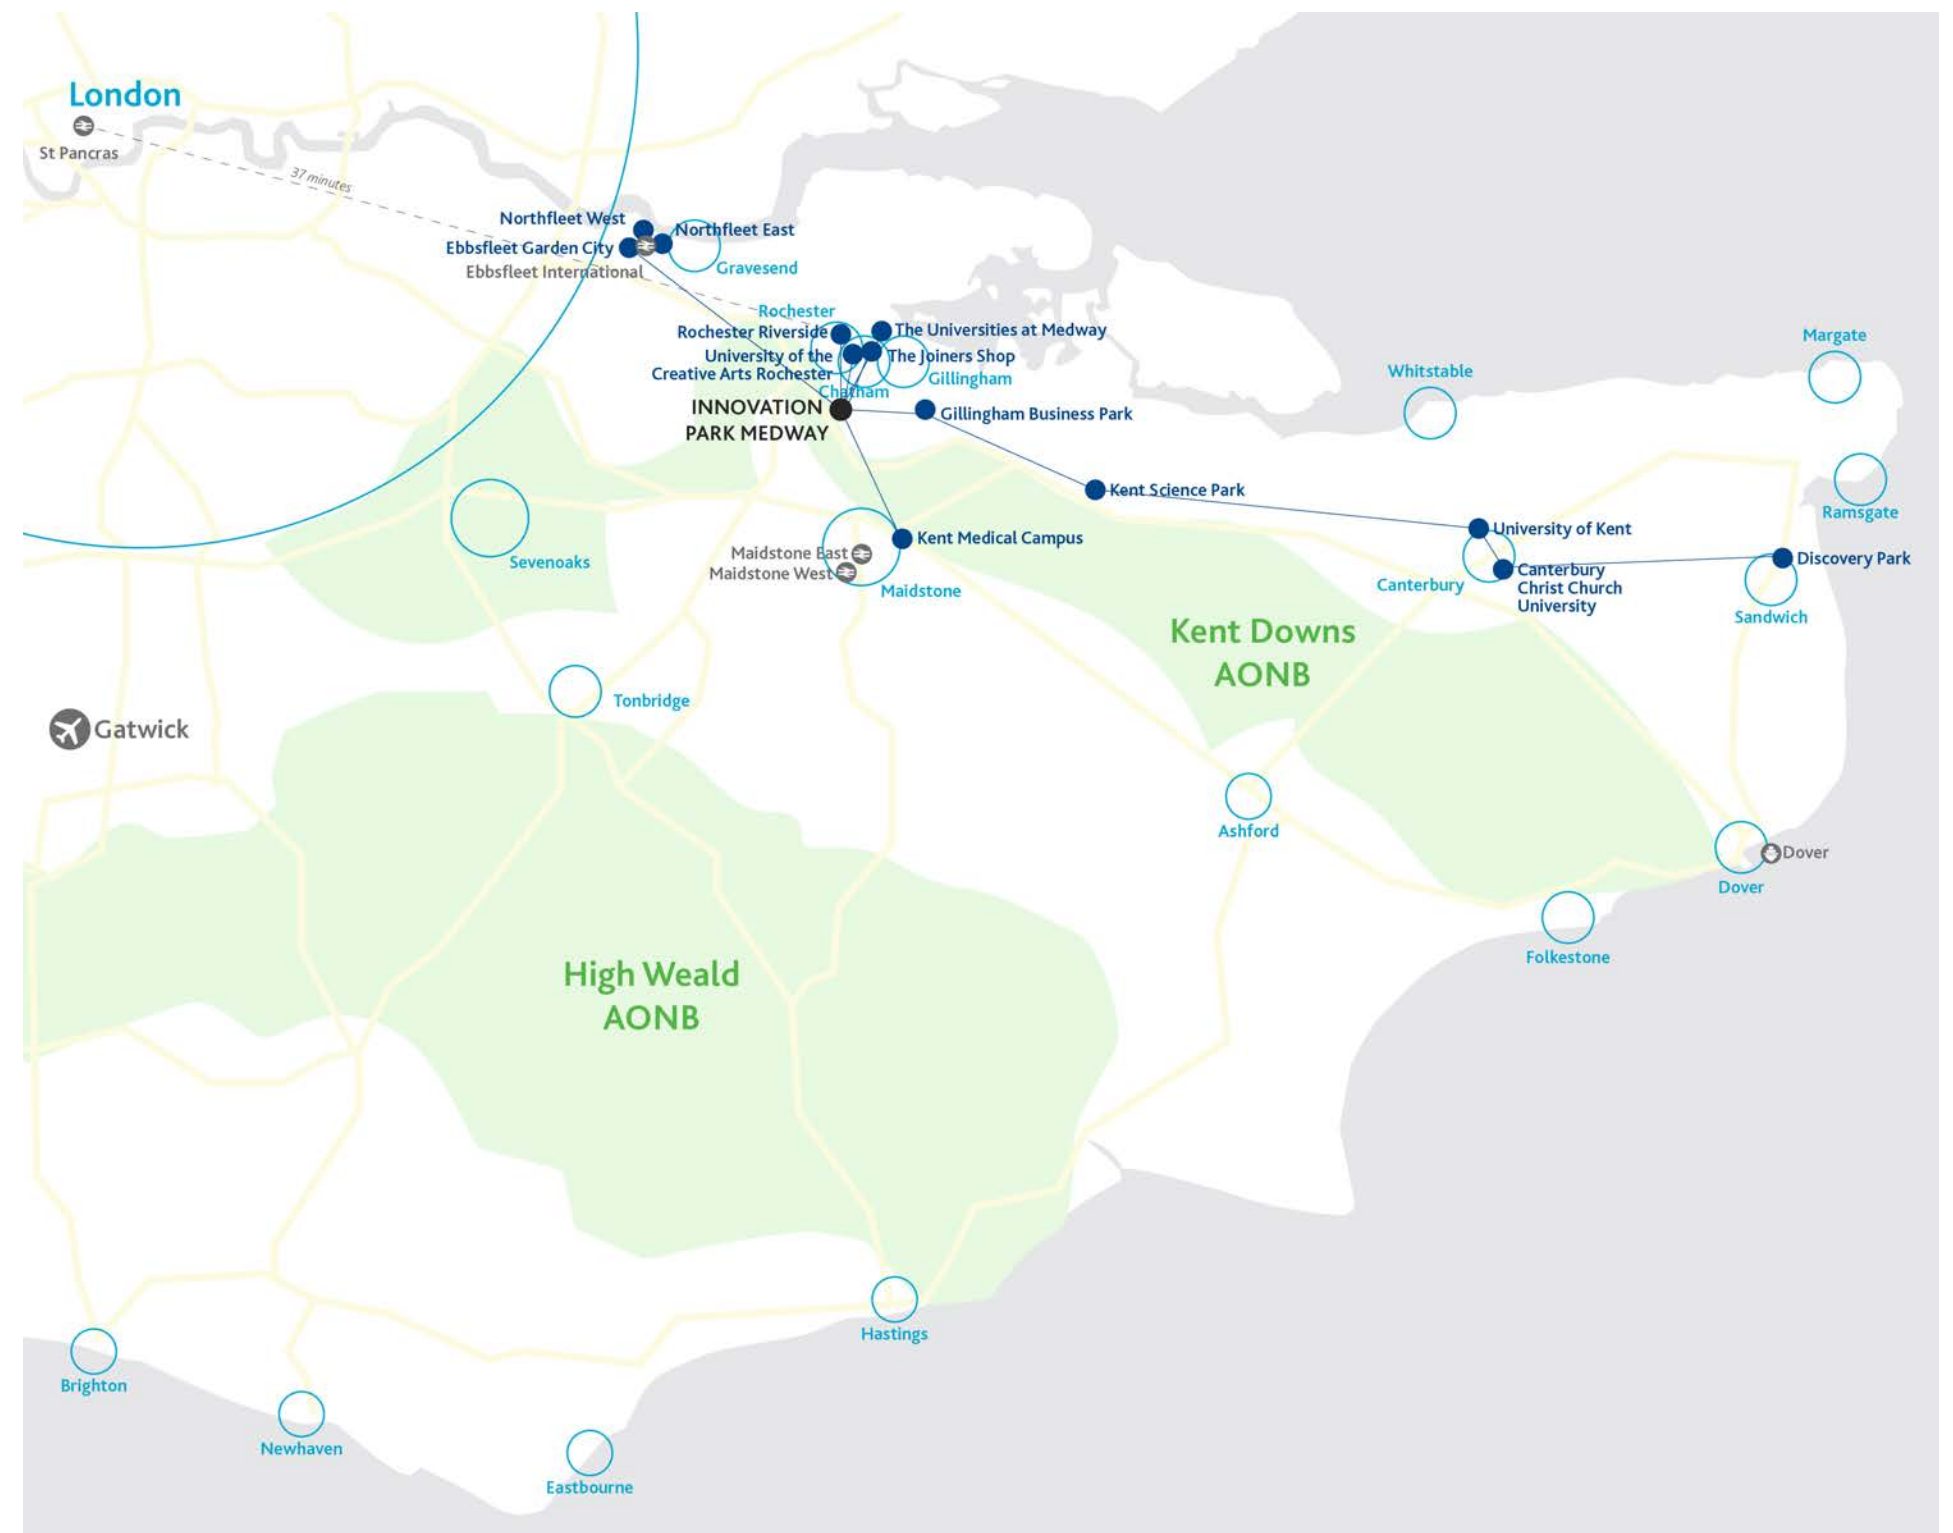 London
St Pancras
37 minutes
Northfleet West
Northfleet East
Ebbsfleet Garden City
Ebbsfleet International
Gravesend
Rochester
Rochester Riverside
The Universities at Medway
University of the
Creative Arts Rochester
The Joiners Shop
Gillingham
Chatham
INNOVATION
PARK MEDWAY
Gillingham Business Park
Margate
Whitstable
Kent Science Park
Ramsgate
University of Kent
Kent Medical Campus
Maidstone East
Maidstone West
Maidstone
Sevenoaks
Discovery Park
Canterbury
Canterbury
Christ Church
University
Sandwich
Kent Downs
AONB
Tonbridge
Gatwick
Ashford
Dover
Dover
Folkestone
High Weald
AONB
Hastings
Brighton
Newhaven
Eastbourne